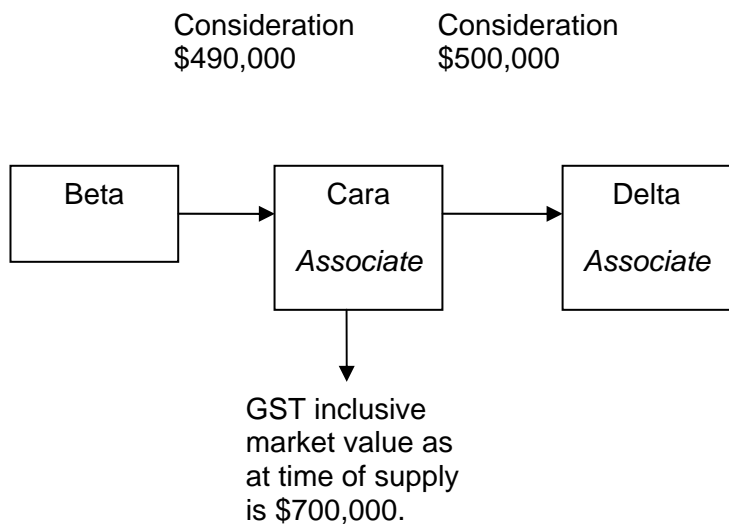 Consideration
$490,000
Consideration
$500,000
Beta
Cara
Associate
Delta
Associate
GST inclusive
market value as
at time of supply
is $700,000.